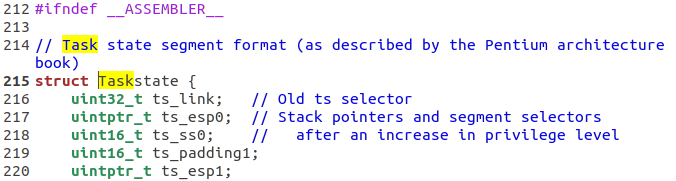 212 #ifndef __ASSEMBLER__
213
214 // Task state segment format (as described by the Pentium architecture
book)
215 struct Taskstate {
216     uint32_t ts_link;   // Old ts selector
217     uintptr_t ts_esp0;  // Stack pointers and segment selectors
218     uint16_t ts_ss0;    //   after an increase in privilege level
219     uint16_t ts_padding1;
220     uintptr_t ts_esp1;